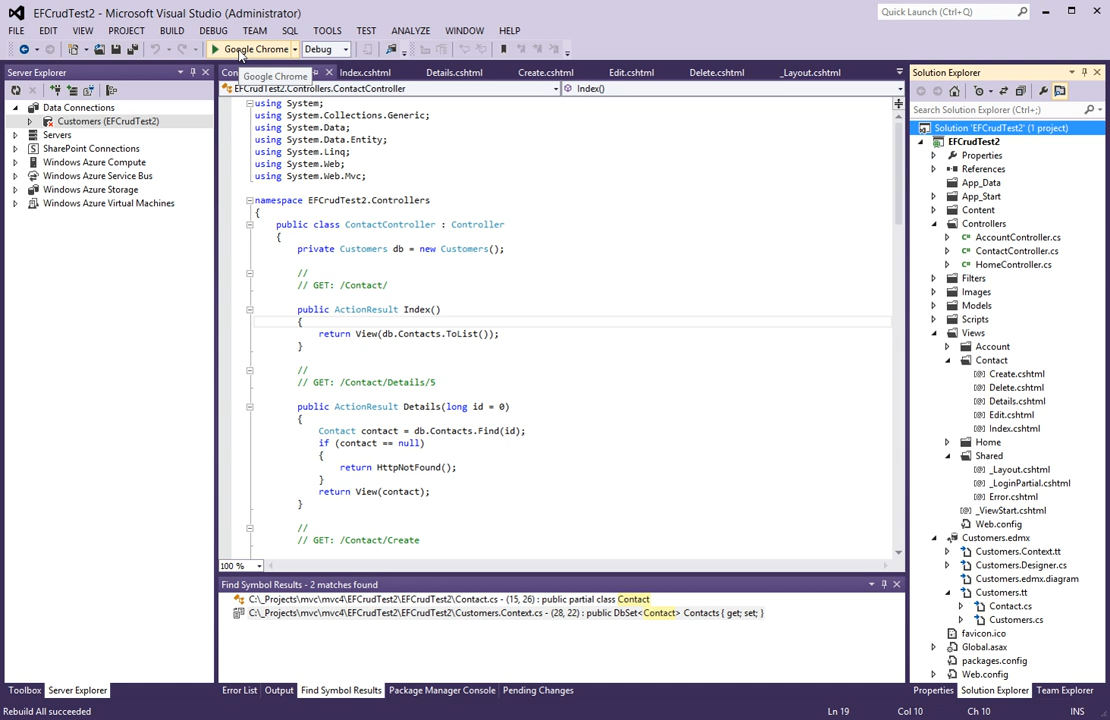 EFCrudTest2 - Microsoft Visual Studio (Administrator)
Quick Launch (Ctrl+Q)
FILE EDIT VIEW PROJECT BUILD DEBUG TEAM SQL TOOLS TEST ANALYZE WINDOW HELP
Google Chrome Debug
Server Explorer
Data Connections
Customers (EFCrudTest2)
Servers
SharePoint Connections
Windows Azure Compute
Windows Azure Service Bus
Windows Azure Storage
Windows Azure Virtual Machines
Toolbox Server Explorer
Index.cshtml Details.cshtml Create.cshtml Edit.cshtml Delete.cshtml _Layout.cshtml
Google Chrome
EFCrudTest2.Controllers.ContactController Index()
using System;
using System.Collections.Generic;
using System.Data;
using System.Data.Entity;
using System.Linq;
using System.Web;
using System.Web.Mvc;
namespace EFCrudTest2.Controllers
{
public class ContactController : Controller
{
private Customers db = new Customers();
//
// GET: /Contact/
public ActionResult Index()
{
return View(db.Contacts.ToList());
}
//
// GET: /Contact/Details/5
public ActionResult Details(long id = 0)
{
Contact contact = db.Contacts.Find(id);
if (contact == null)
{
return HttpNotFound();
}
return View(contact);
}
//
// GET: /Contact/Create
100 %
Find Symbol Results - 2 matches found
C:\_Projects\mvc\mvc4\EFCrudTest2\EFCrudTest2\Contact.cs - (15, 26) : public partial class Contact
C:\_Projects\mvc\mvc4\EFCrudTest2\EFCrudTest2\Customers.Context.cs - (28, 22) : public DbSet<Contact> Contacts { get; set; }
Error List Output Find Symbol Results Package Manager Console Pending Changes
Solution Explorer
Search Solution Explorer (Ctrl+;)
Solution 'EFCrudTest2' (1 project)
EFCrudTest2
Properties
References
App_Data
App_Start
Content
Controllers
AccountController.cs
ContactController.cs
HomeController.cs
Filters
Images
Models
Scripts
Views
Account
Contact
Create.cshtml
Delete.cshtml
Details.cshtml
Edit.cshtml
Index.cshtml
Home
Shared
_Layout.cshtml
_LoginPartial.cshtml
Error.cshtml
_ViewStart.cshtml
Web.config
Customers.edmx
Customers.Context.tt
Customers.Designer.cs
Customers.edmx.diagram
Customers.tt
Contact.cs
Customers.cs
favicon.ico
Global.asax
packages.config
Web.config
Properties Solution Explorer Team Explorer
Rebuild All succeeded Ln 19 Col 10 Ch 10 INS